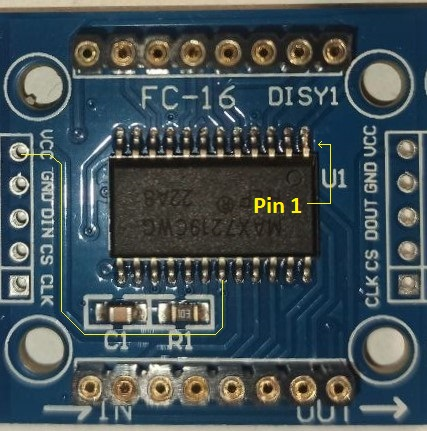 FC-16 DISY1
VCC GND DIN CS CLK
U1
Pin 1
MAX7219CWG
22A8
CLK CS DOUT GND VCC
C1 R1
IN OUT